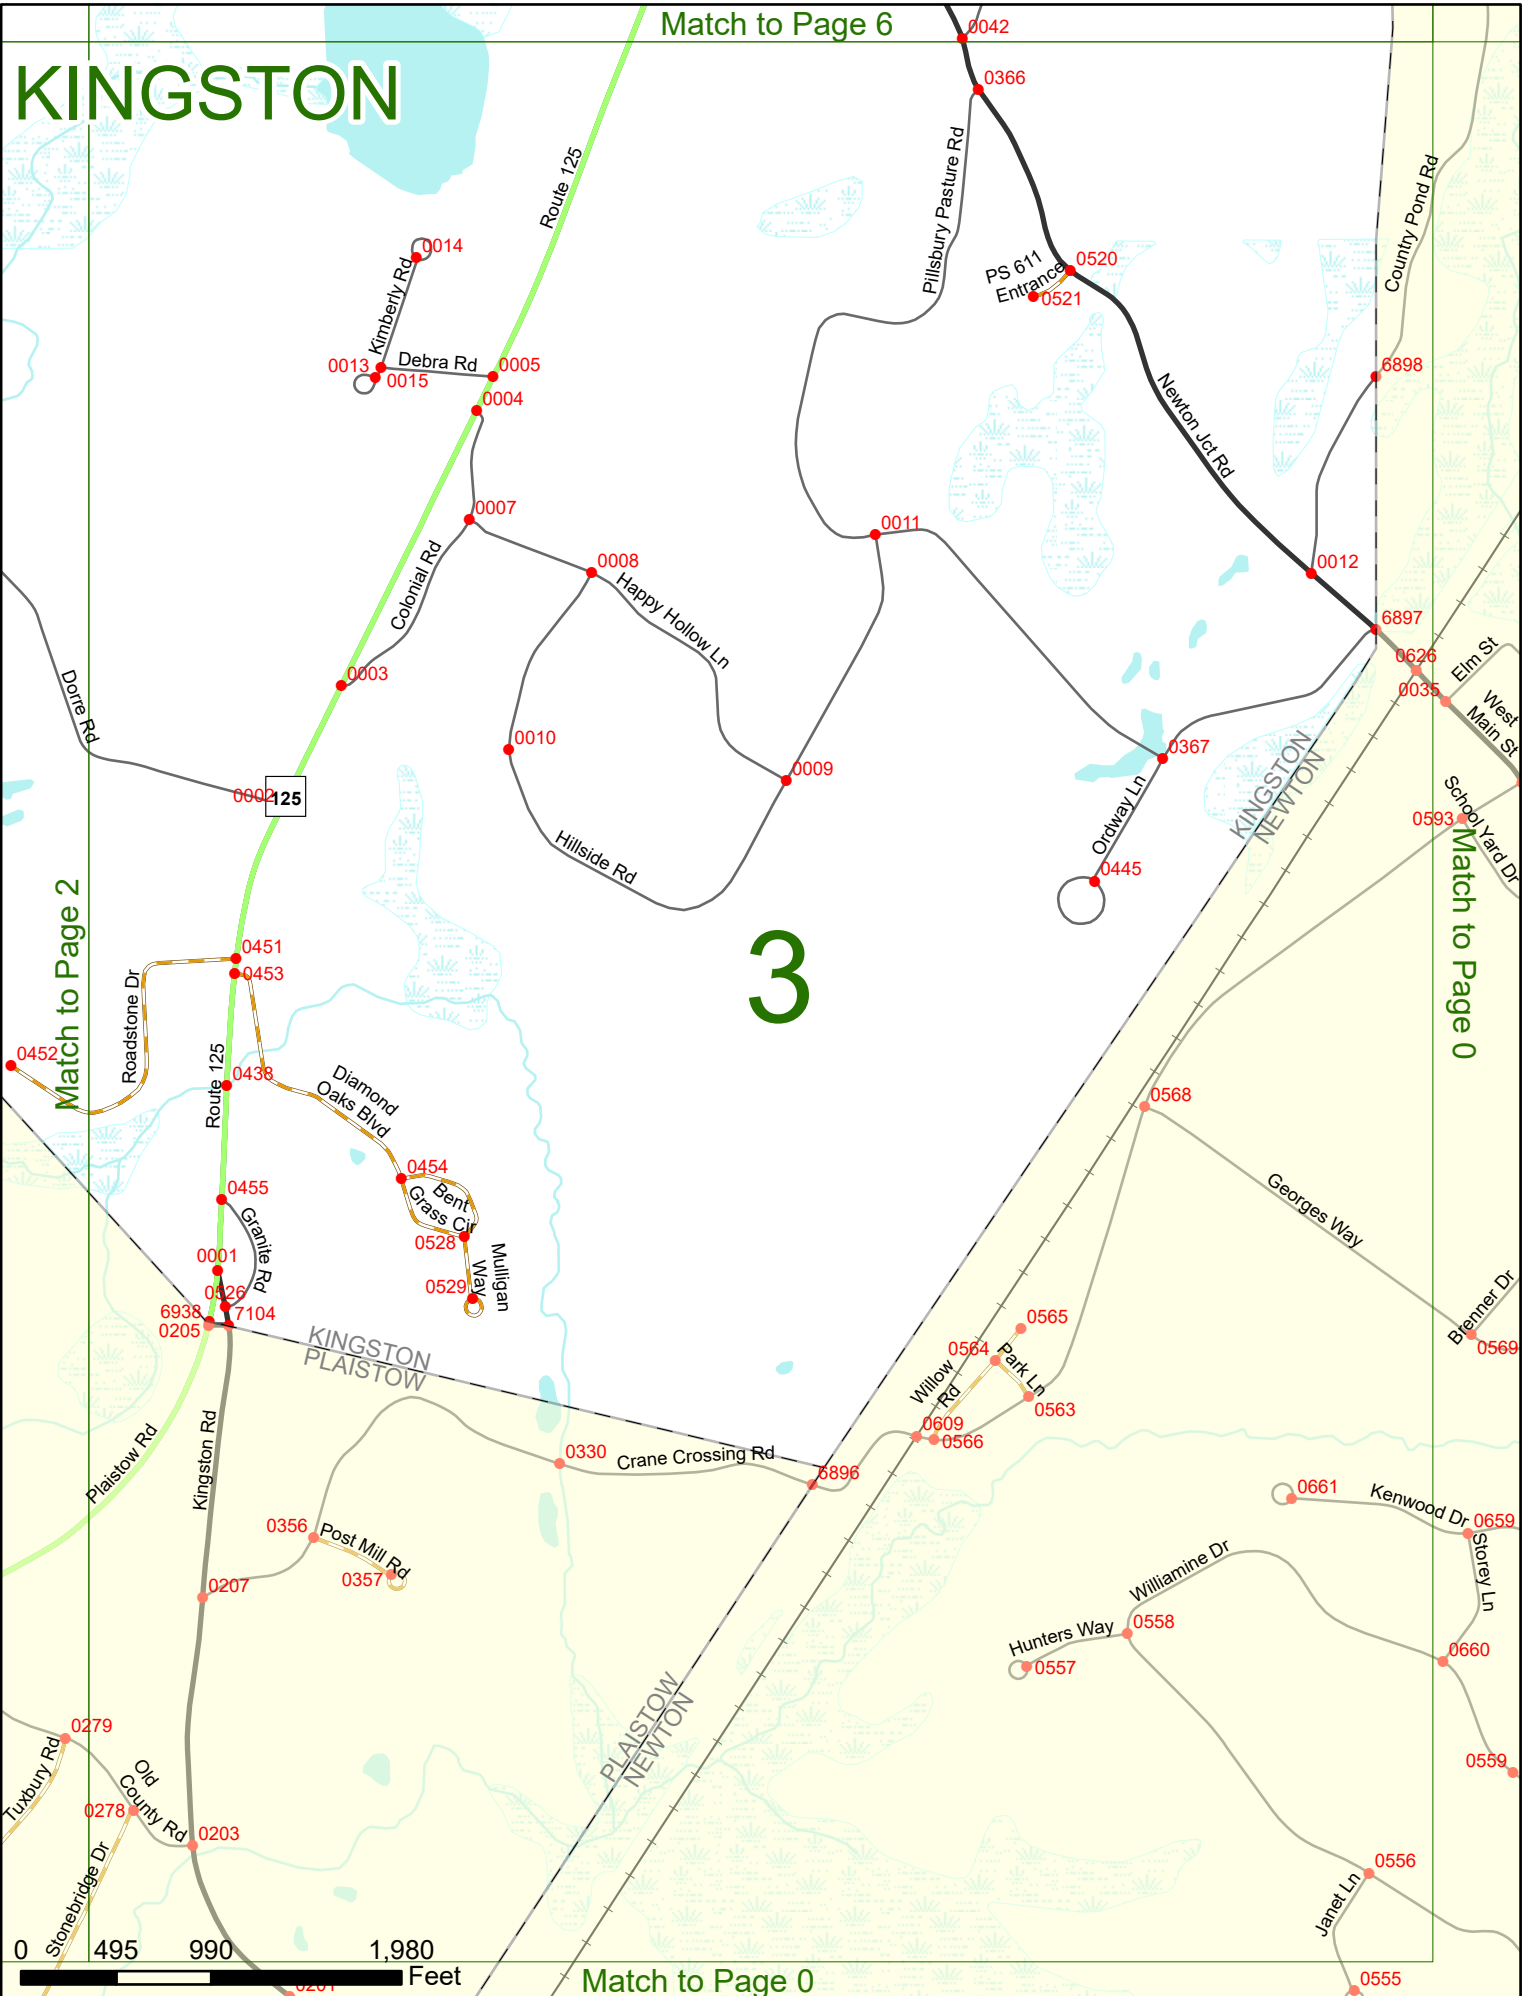 Match to Page 6
KINGSTON
0042
0366
Route 125
Pillsbury Pasture Rd
Country Pond Rd
0014
Kimberly Rd
PS 611
Entrance
0520
0521
0013
Debra Rd
0015
0005
0004
6898
Newton Jct Rd
0007
0011
0008
0012
Colonial Rd
Happy Hollow Ln
6897
0626
Elm St
0035
West
Main St
Dorre Rd
0003
0010
0367
0009
KINGSTON
NEWTON
0002
125
Ordway Ln
School Yard Dr
0593
Hillside Rd
0445
Match to Page 2
Match to Page 0
3
0451
0453
Roadstone Dr
0452
Route 125
0438
Diamond
Oaks Blvd
0568
0454
Bent
Grass Cir
0455
Granite Rd
Georges Way
0528
Mulligan
Way
0001
0529
0526
6938
7104
0205
KINGSTON
PLAISTOW
0565
0564
Park Ln
Brenner Dr
0569
Willow
Rd
0563
0609
0566
Plaistow Rd
Kingston Rd
0330
Crane Crossing Rd
6896
0661
Kenwood Dr
0659
Storey Ln
0356
Post Mill Rd
0357
0207
Williamine Dr
0558
Hunters Way
0557
0660
PLAISTOW
NEWTON
0279
Tuxbury Rd
Old
County Rd
0278
0203
0559
Stonebridge Dr
0556
Janet Ln
0 495 990 1,980
Feet
0201
Match to Page 0
0555